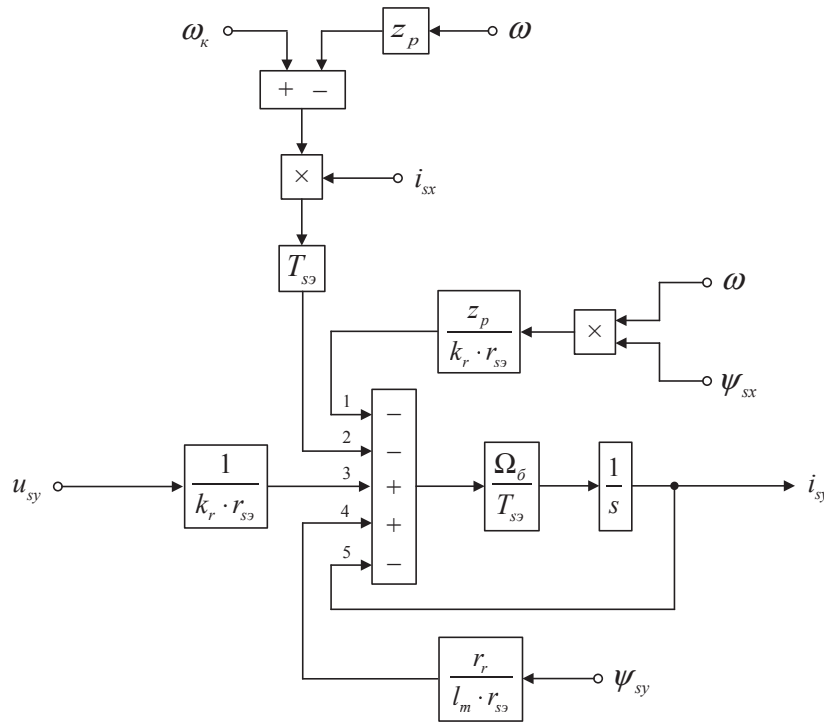 ω_к z_p ω
+ −
× i_sx
T_sэ
ω
z_p / (k_r · r_sэ) ×
ψ_sx
1 −
2 −
u_sy 1 / (k_r · r_sэ) 3 + Ω_б / T_sэ 1 / s i_sy
4 +
5 −
r_r / (l_m · r_sэ) ψ_sy